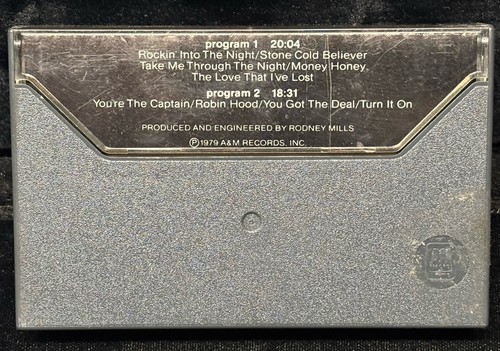 program 1 20:04
Rockin' Into The Night/Stone Cold Believer
Take Me Through The Night/Money Honey
The Love That I've Lost
program 2 18:31
You're The Captain/Robin Hood/You Got The Deal/Turn It On
PRODUCED AND ENGINEERED BY RODNEY MILLS
Ⓟ1979 A&M RECORDS, INC.